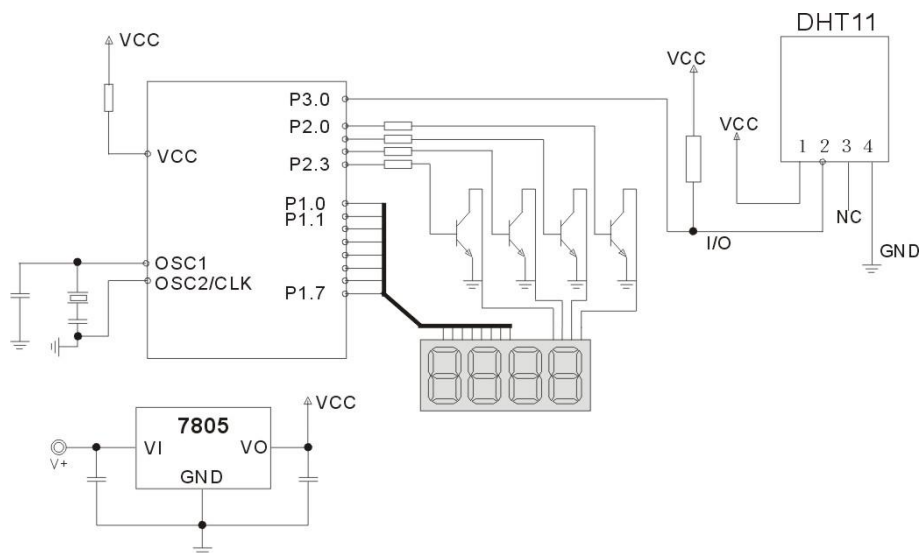 DHT11
VCC
VCC
P3.0
P2.0
VCC
VCC
P2.3
1 2 3 4
P1.0
P1.1
NC
I/O
GND
OSC1
OSC2/CLK
P1.7
VCC
7805
VI
VO
V+
GND